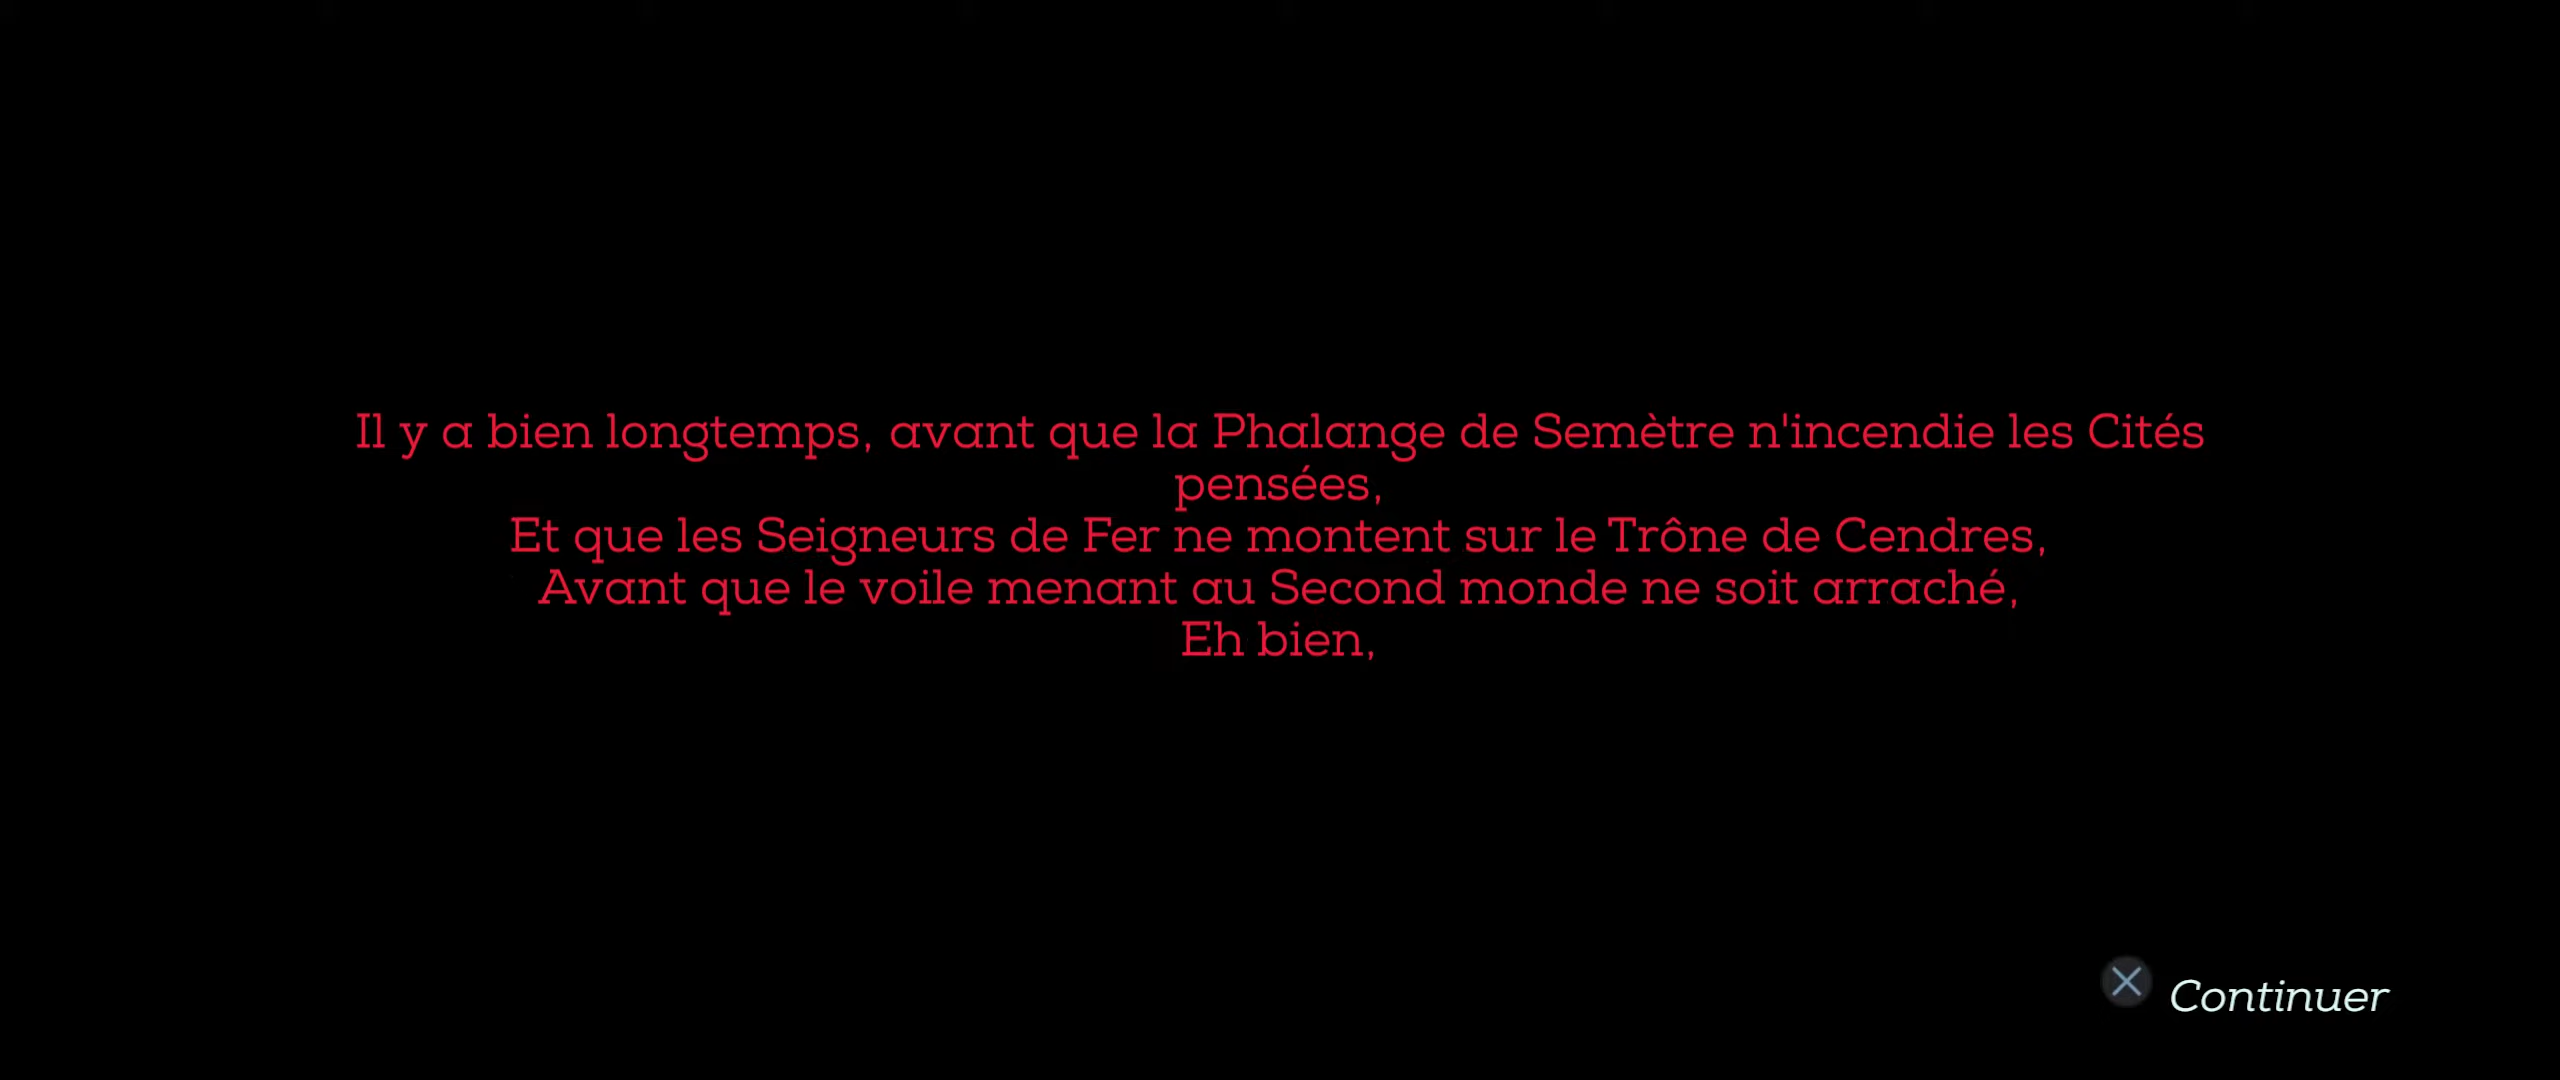 Il y a bien longtemps, avant que la Phalange de Semètre n'incendie les Cités
pensées,
Et que les Seigneurs de Fer ne montent sur le Trône de Cendres,
Avant que le voile menant au Second monde ne soit arraché,
Eh bien,
Continuer